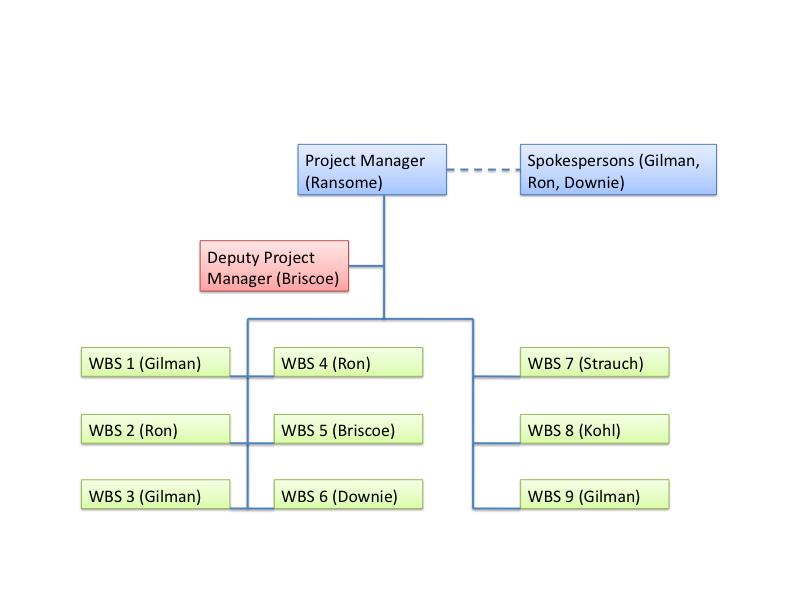 Project Manager
(Ransome)
Spokespersons (Gilman,
Ron, Downie)
Deputy Project
Manager (Briscoe)
WBS 1 (Gilman)
WBS 4 (Ron)
WBS 7 (Strauch)
WBS 2 (Ron)
WBS 5 (Briscoe)
WBS 8 (Kohl)
WBS 3 (Gilman)
WBS 6 (Downie)
WBS 9 (Gilman)